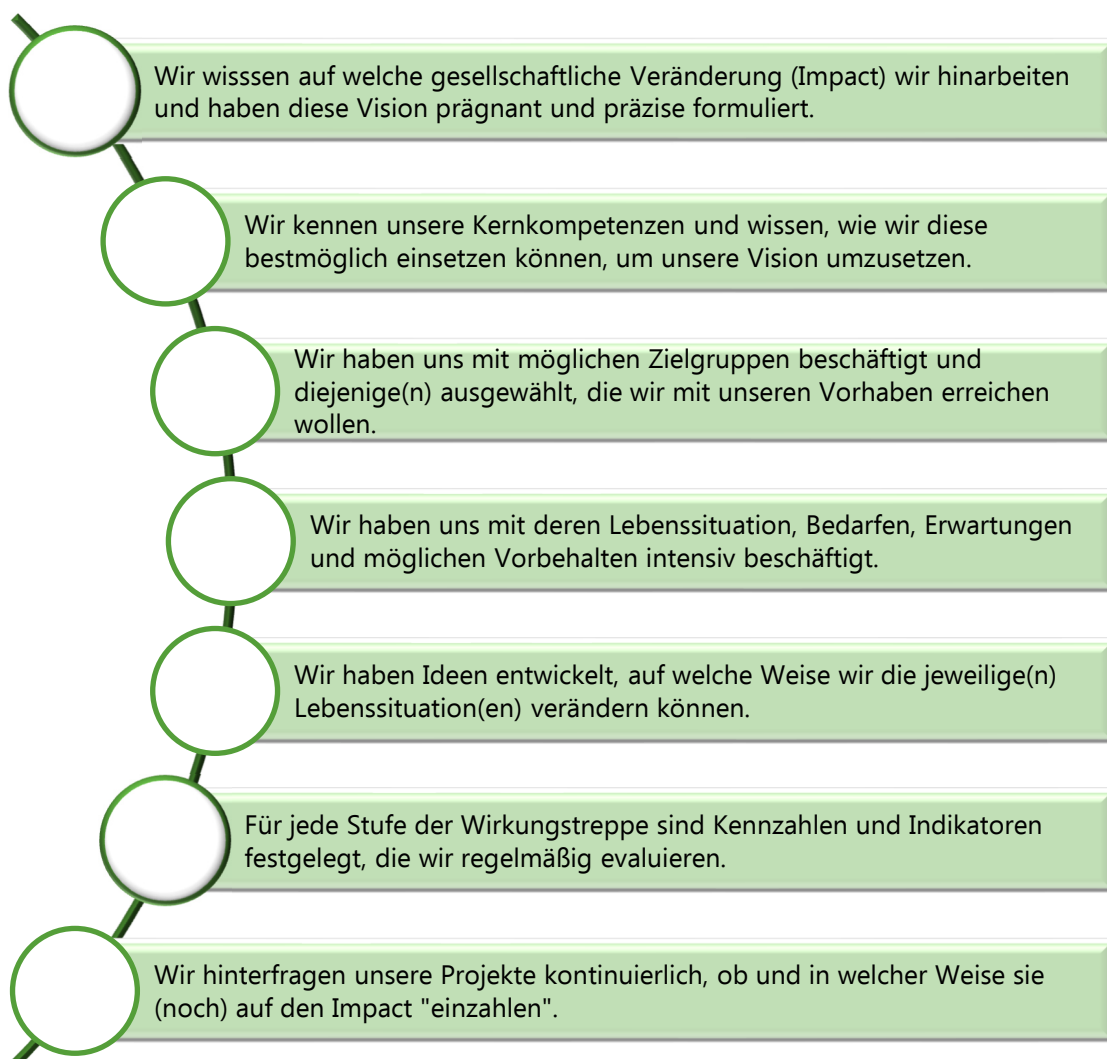 Wir wisssen auf welche gesellschaftliche Veränderung (Impact) wir hinarbeiten
und haben diese Vision prägnant und präzise formuliert.
Wir kennen unsere Kernkompetenzen und wissen, wie wir diese
bestmöglich einsetzen können, um unsere Vision umzusetzen.
Wir haben uns mit möglichen Zielgruppen beschäftigt und
diejenige(n) ausgewählt, die wir mit unseren Vorhaben erreichen
wollen.
Wir haben uns mit deren Lebenssituation, Bedarfen, Erwartungen
und möglichen Vorbehalten intensiv beschäftigt.
Wir haben Ideen entwickelt, auf welche Weise wir die jeweilige(n)
Lebenssituation(en) verändern können.
Für jede Stufe der Wirkungstreppe sind Kennzahlen und Indikatoren
festgelegt, die wir regelmäßig evaluieren.
Wir hinterfragen unsere Projekte kontinuierlich, ob und in welcher Weise sie
(noch) auf den Impact "einzahlen".